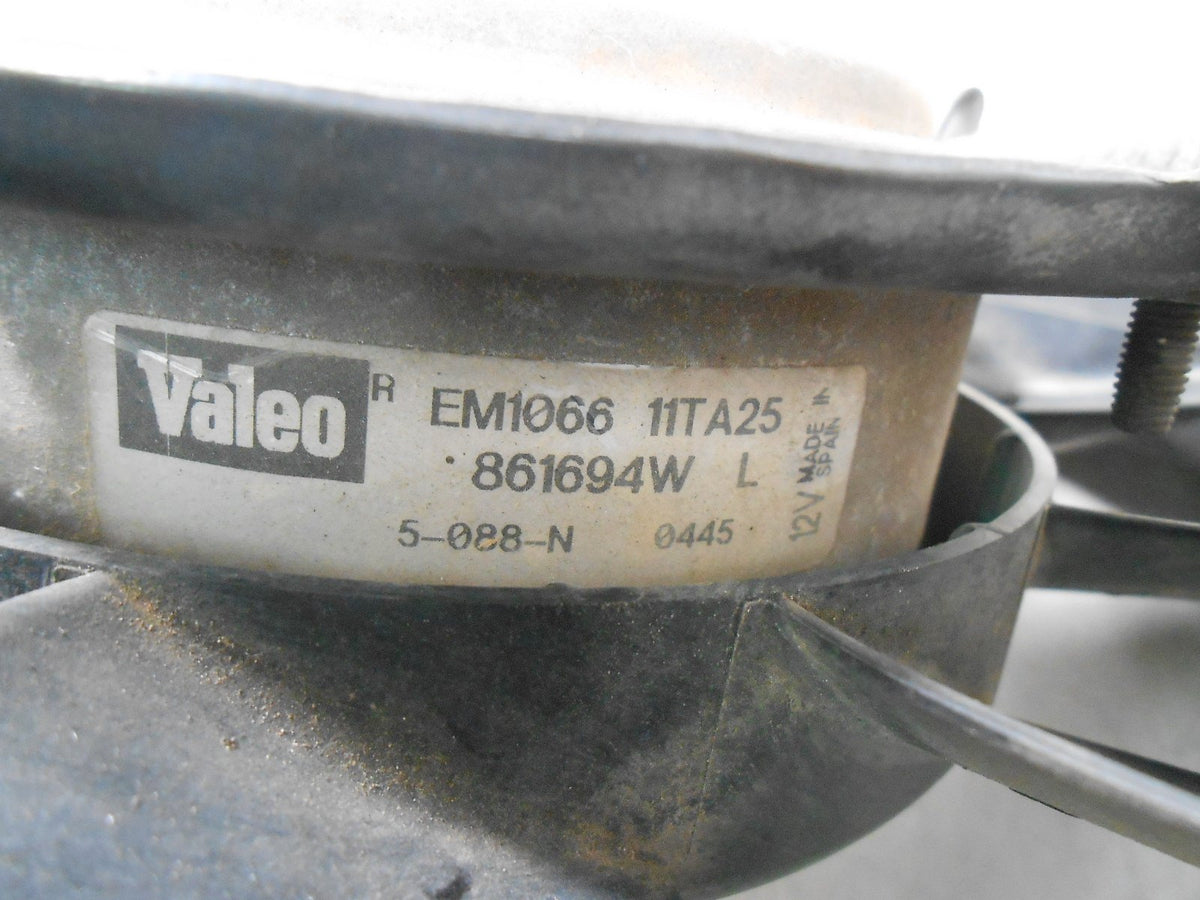 Valeo R
EM1066 11TA25
861694W L
5-088-N 0445
12V MADE IN
SPAIN